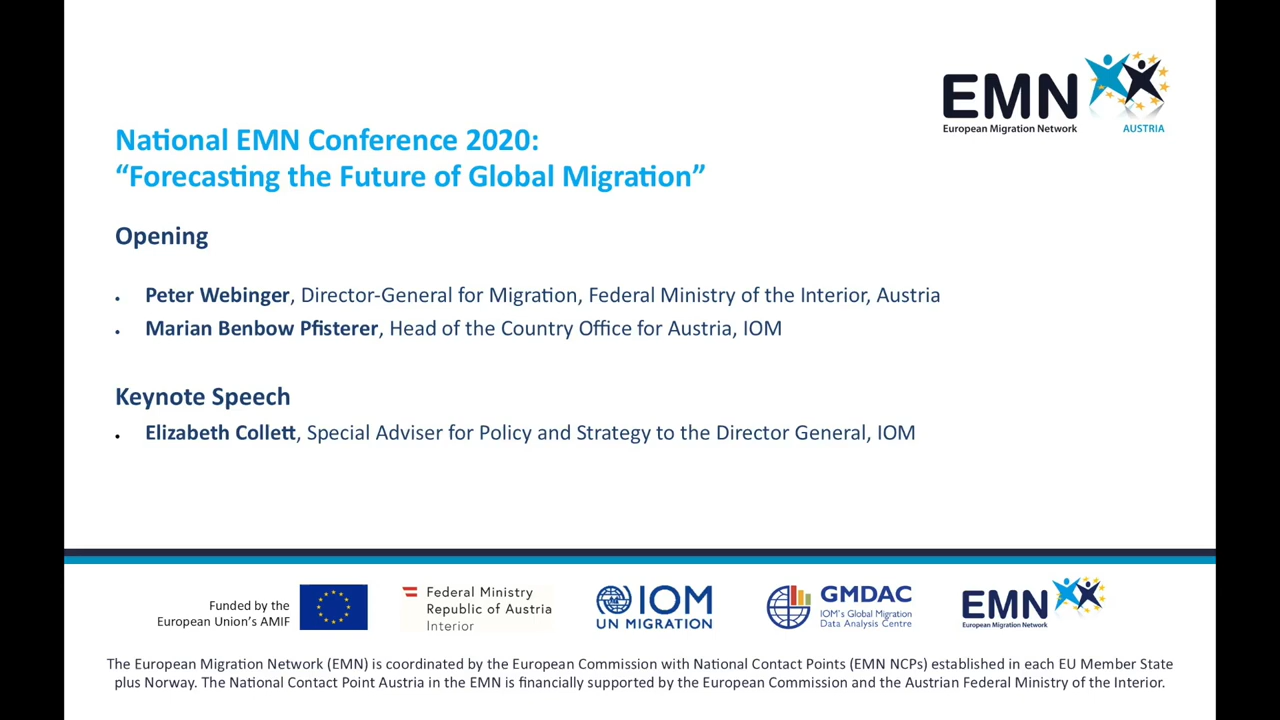 EMN
European Migration Network
AUSTRIA
National EMN Conference 2020:
“Forecasting the Future of Global Migration”
Opening
• Peter Webinger, Director-General for Migration, Federal Ministry of the Interior, Austria
• Marian Benbow Pfisterer, Head of the Country Office for Austria, IOM
Keynote Speech
• Elizabeth Collett, Special Adviser for Policy and Strategy to the Director General, IOM
Funded by the
European Union’s AMIF
Federal Ministry
Republic of Austria
Interior
IOM
UN MIGRATION
GMDAC
IOM's Global Migration
Data Analysis Centre
EMN
European Migration Network
The European Migration Network (EMN) is coordinated by the European Commission with National Contact Points (EMN NCPs) established in each EU Member State
plus Norway. The National Contact Point Austria in the EMN is financially supported by the European Commission and the Austrian Federal Ministry of the Interior.